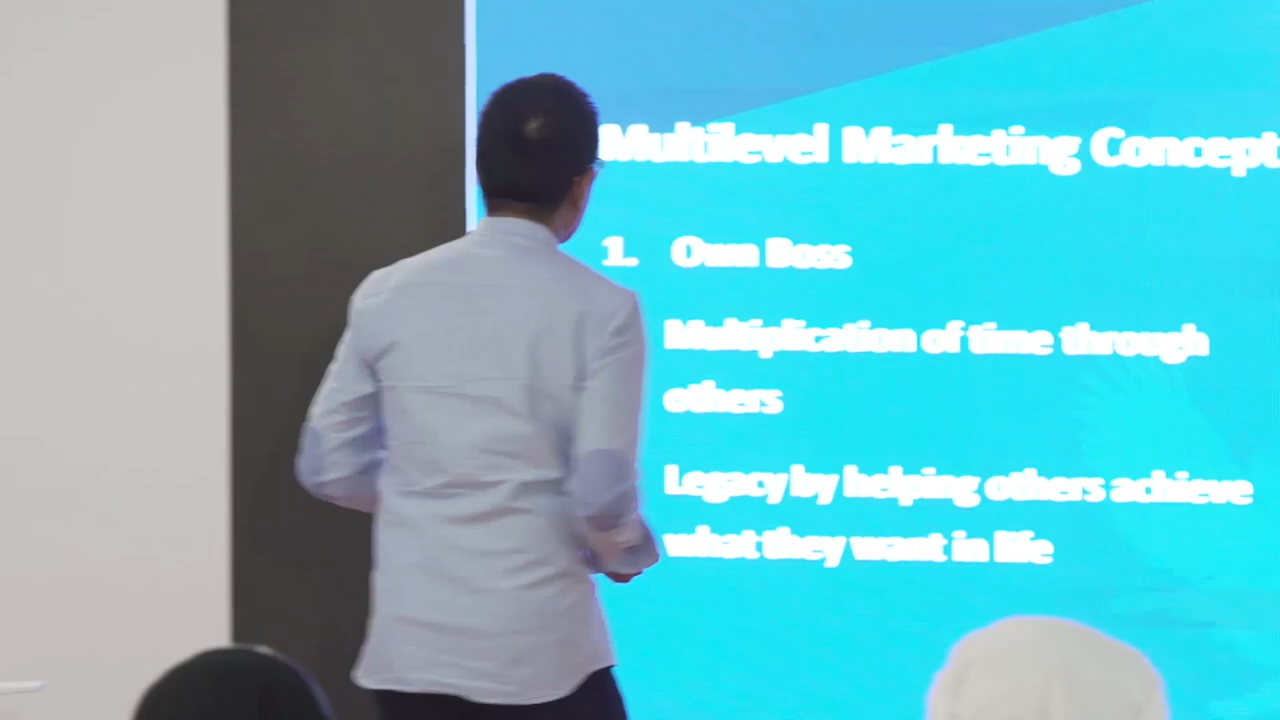 Multilevel Marketing Concept
1. Own Boss
Multiplication of time through
others
Legacy by helping others achieve
what they want in life